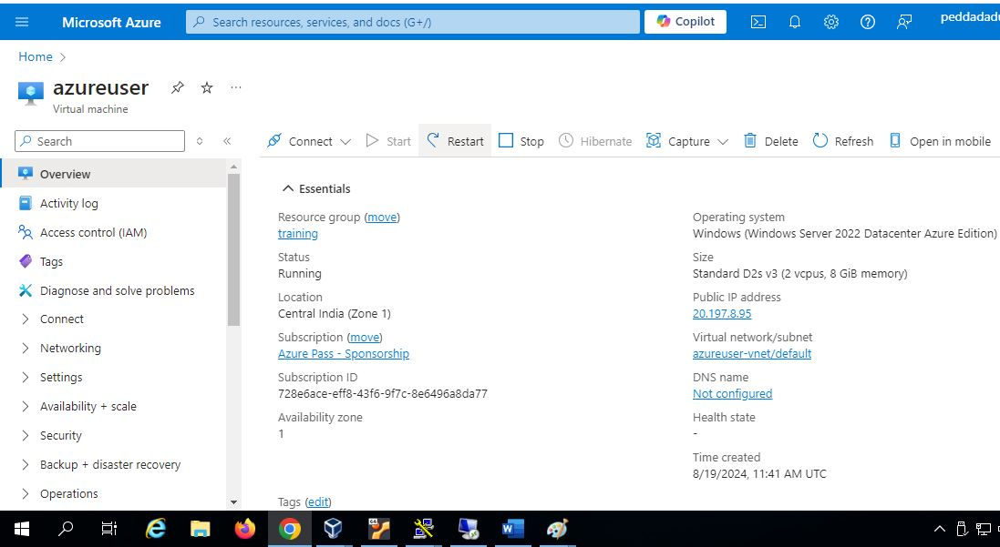 Microsoft Azure
Search resources, services, and docs (G+/)
Copilot
Home
azureuser
Virtual machine
Search
Connect
Start
Restart
Stop
Hibernate
Capture
Delete
Refresh
Open in mobile
Overview
Activity log
Access control (IAM)
Tags
Diagnose and solve problems
Connect
Networking
Settings
Availability + scale
Security
Backup + disaster recovery
Operations
Essentials
Resource group (move)
training
Status
Running
Location
Central India (Zone 1)
Subscription (move)
Azure Pass - Sponsorship
Subscription ID
728e6ace-eff8-43f6-9f7c-8e6496a8da77
Availability zone
1
Operating system
Windows (Windows Server 2022 Datacenter Azure Edition)
Size
Standard D2s v3 (2 vcpus, 8 GiB memory)
Public IP address
20.197.8.95
Virtual network/subnet
azureuser-vnet/default
DNS name
Not configured
Health state
-
Time created
8/19/2024, 11:41 AM UTC
Tags (edit)